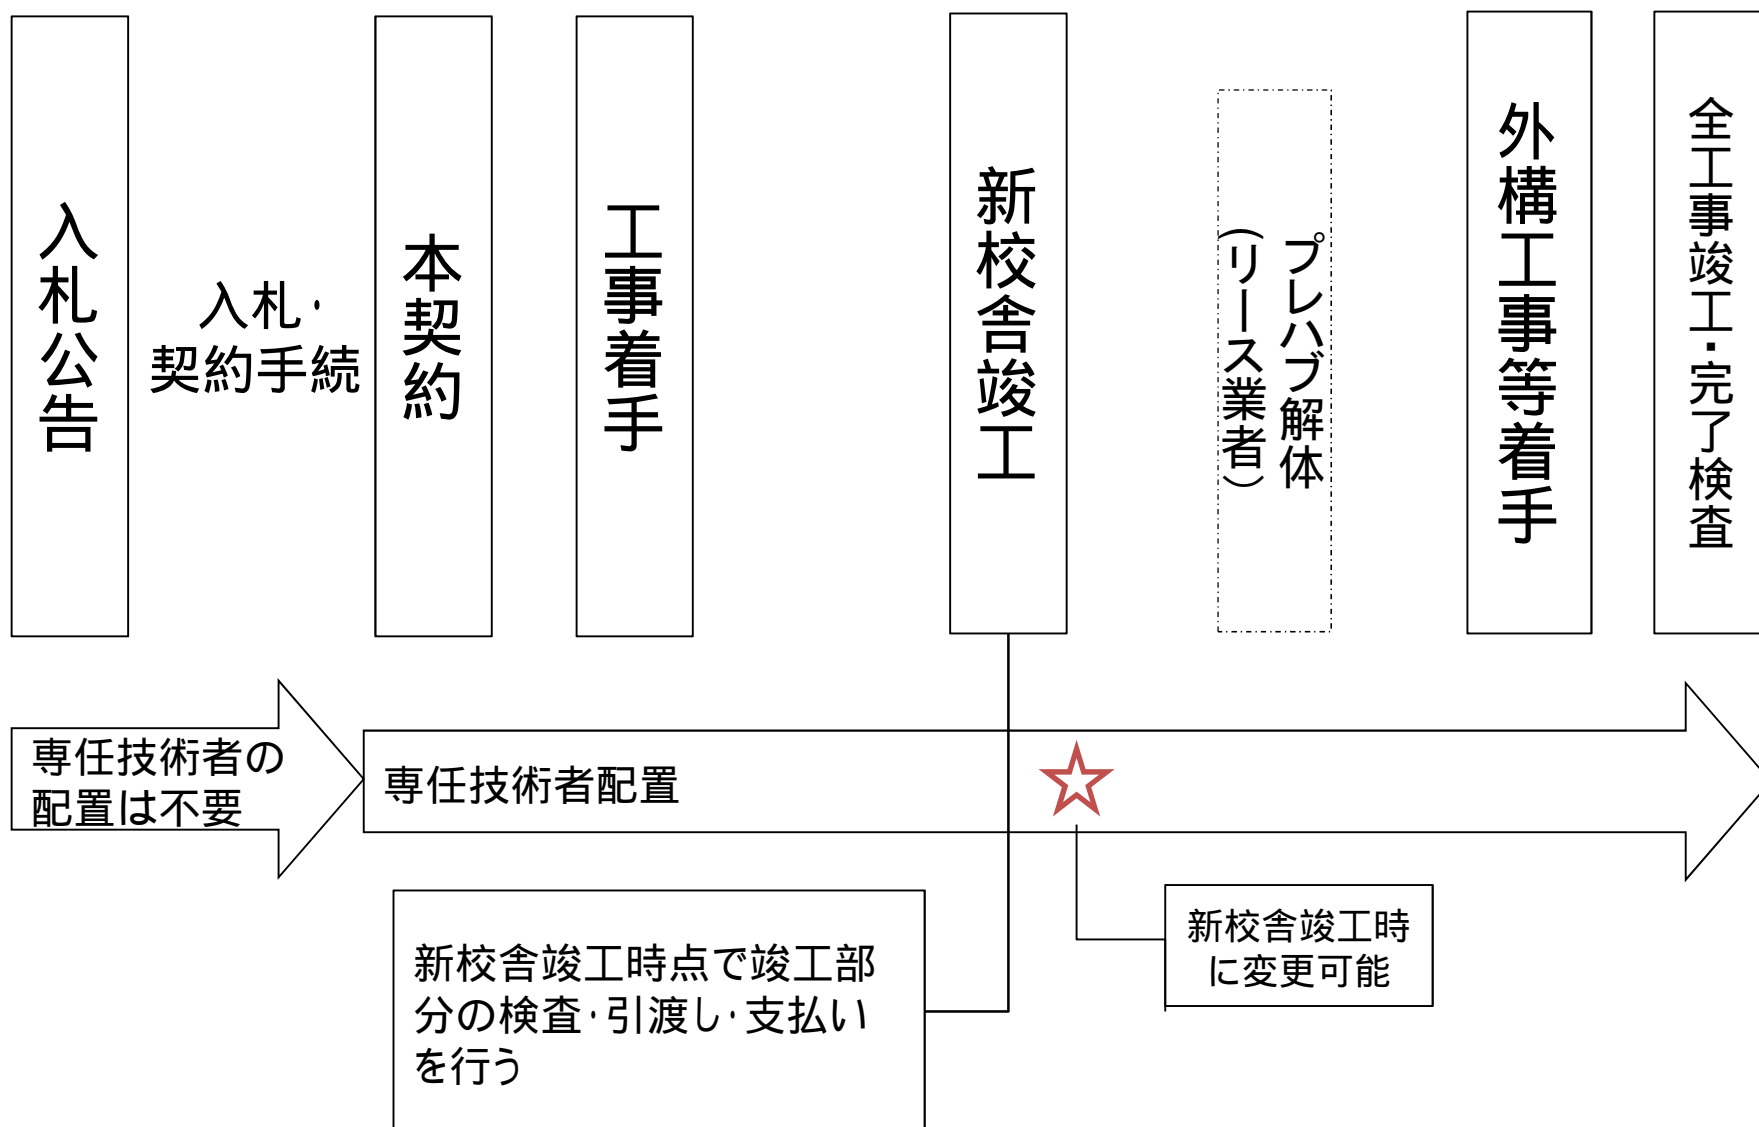 入札公告
入札・
契約手続
本契約
工事着手
新校舎竣工
プレハブ解体
（リース業者）
外構工事等着手
全工事竣工・完了検査
専任技術者の
配置は不要
専任技術者配置
☆
新校舎竣工時点で竣工部
分の検査・引渡し・支払い
を行う
新校舎竣工時
に変更可能